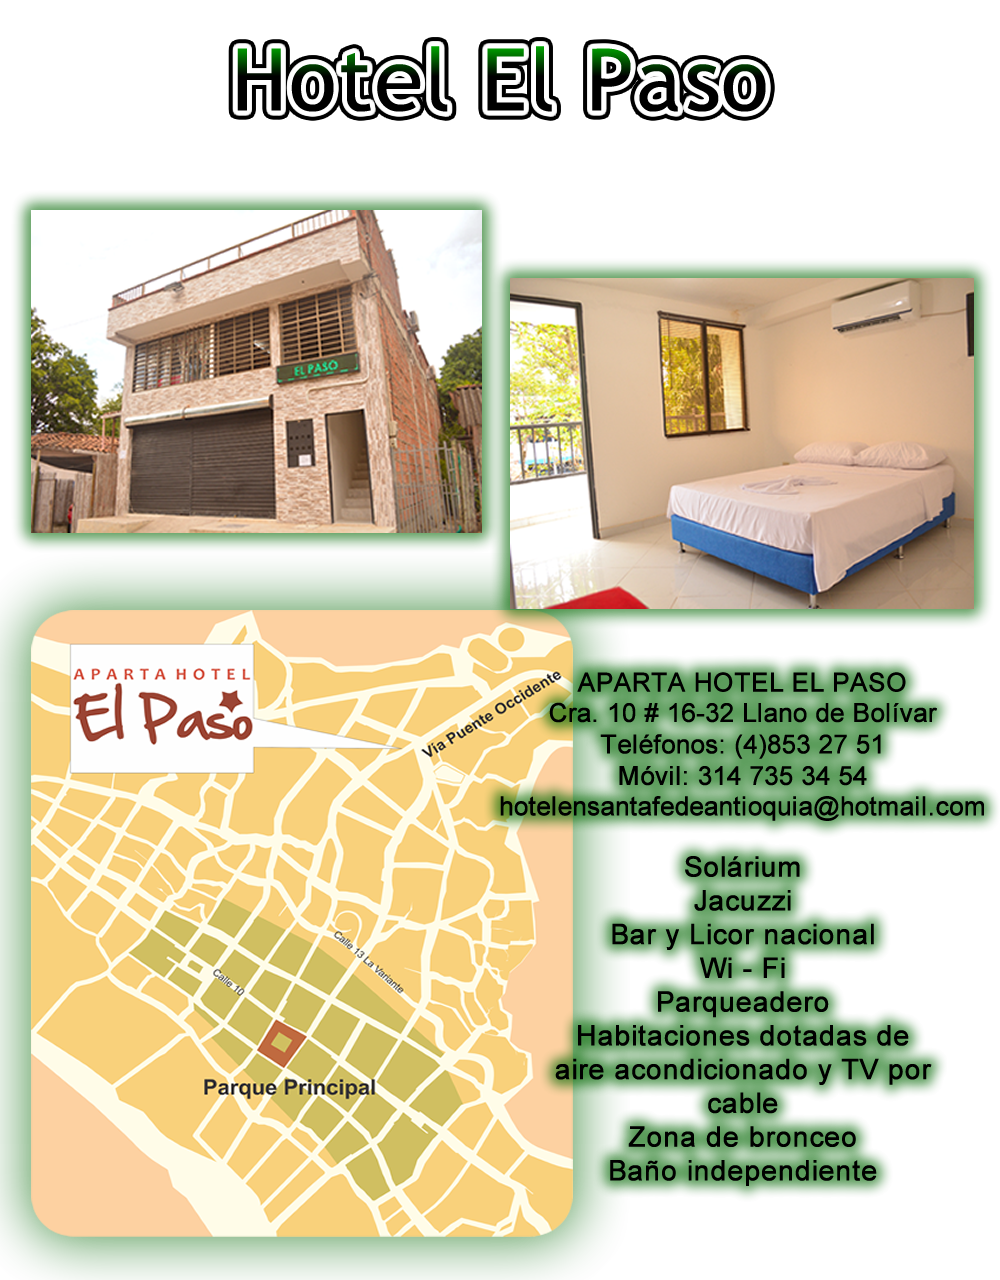 Hotel El Paso
EL PASO
APARTA HOTEL
El Paso
Vía Puente Occidente
Calle 13 La Variante
Calle 10
Parque Principal
APARTA HOTEL EL PASO
Cra. 10 # 16-32 Llano de Bolívar
Teléfonos: (4)853 27 51
Móvil: 314 735 34 54
hotelensantafedeantioquia@hotmail.com
Solárium
Jacuzzi
Bar y Licor nacional
Wi - Fi
Parqueadero
Habitaciones dotadas de
aire acondicionado y TV por
cable
Zona de bronceo
Baño independiente